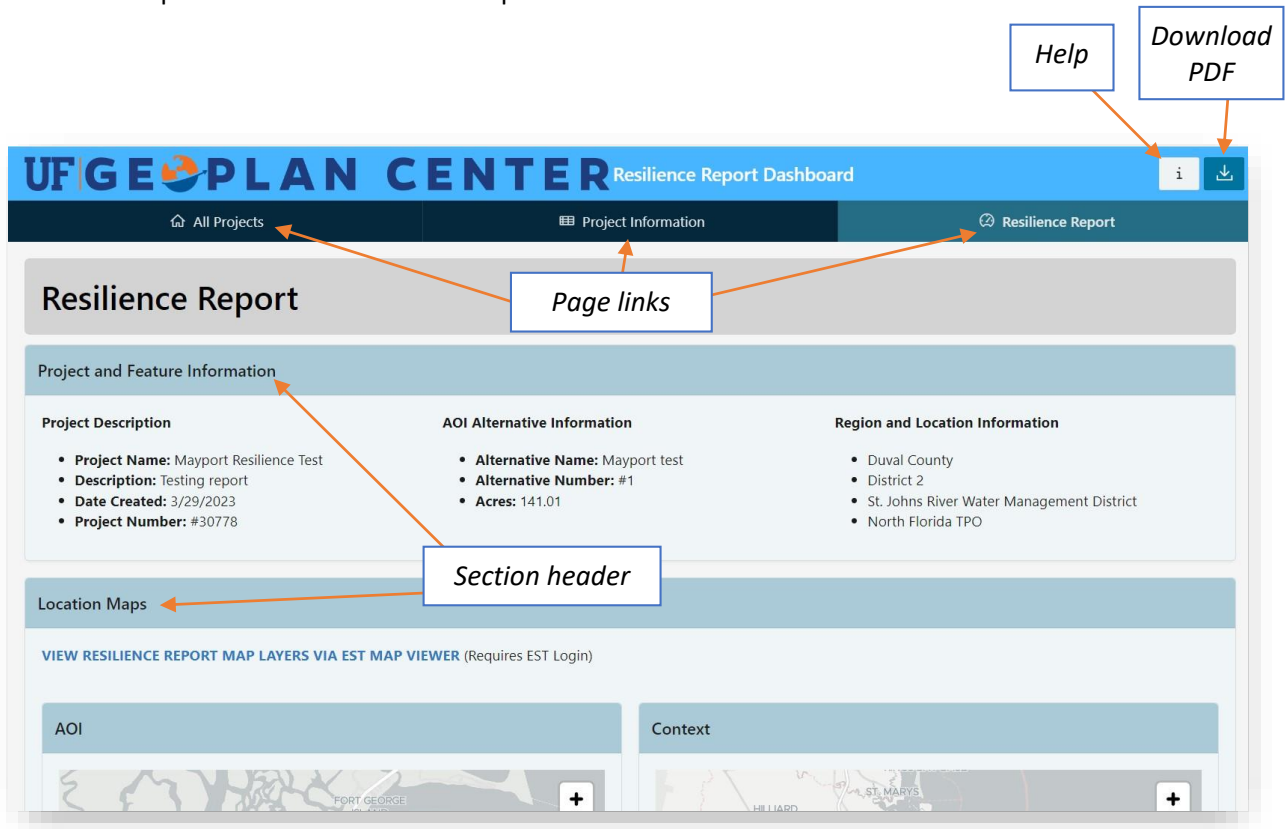 Help
Download
PDF
UF GEOPLAN CENTER Resilience Report Dashboard
i
All Projects
Project Information
Resilience Report
Page links
Resilience Report
Project and Feature Information
Project Description
• Project Name: Mayport Resilience Test
• Description: Testing report
• Date Created: 3/29/2023
• Project Number: #30778
AOI Alternative Information
• Alternative Name: Mayport test
• Alternative Number: #1
• Acres: 141.01
Region and Location Information
• Duval County
• District 2
• St. Johns River Water Management District
• North Florida TPO
Section header
Location Maps
VIEW RESILIENCE REPORT MAP LAYERS VIA EST MAP VIEWER (Requires EST Login)
AOI
FORT GEORGE
+
Context
ST. MARYS
HILLIARD
+